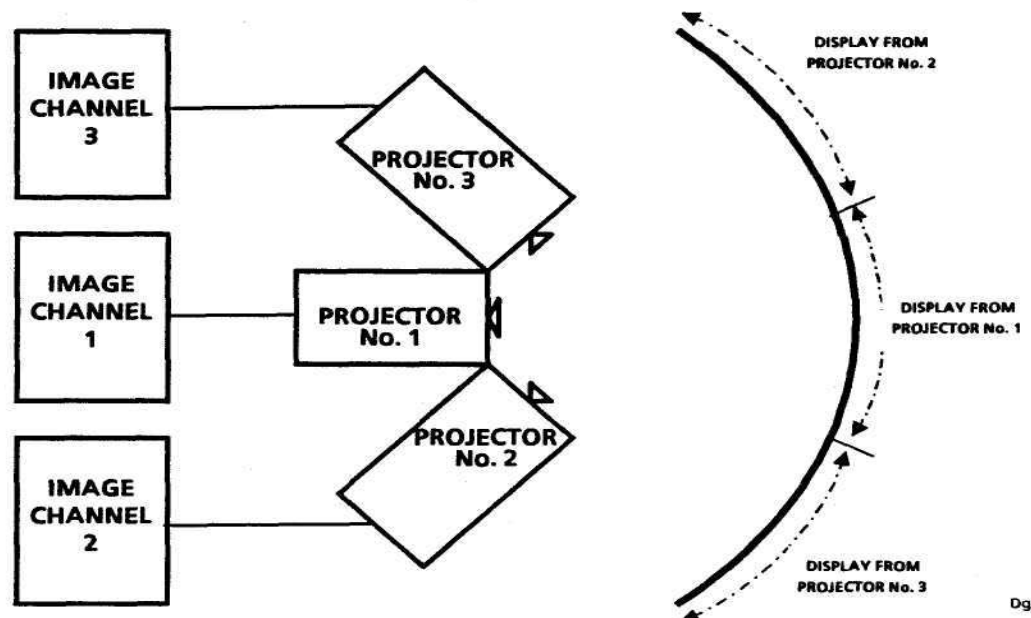 IMAGE
CHANNEL
3
PROJECTOR
No. 3
DISPLAY FROM
PROJECTOR No. 2
IMAGE
CHANNEL
1
PROJECTOR
No. 1
DISPLAY FROM
PROJECTOR No. 1
IMAGE
CHANNEL
2
PROJECTOR
No. 2
DISPLAY FROM
PROJECTOR No. 3
Dg